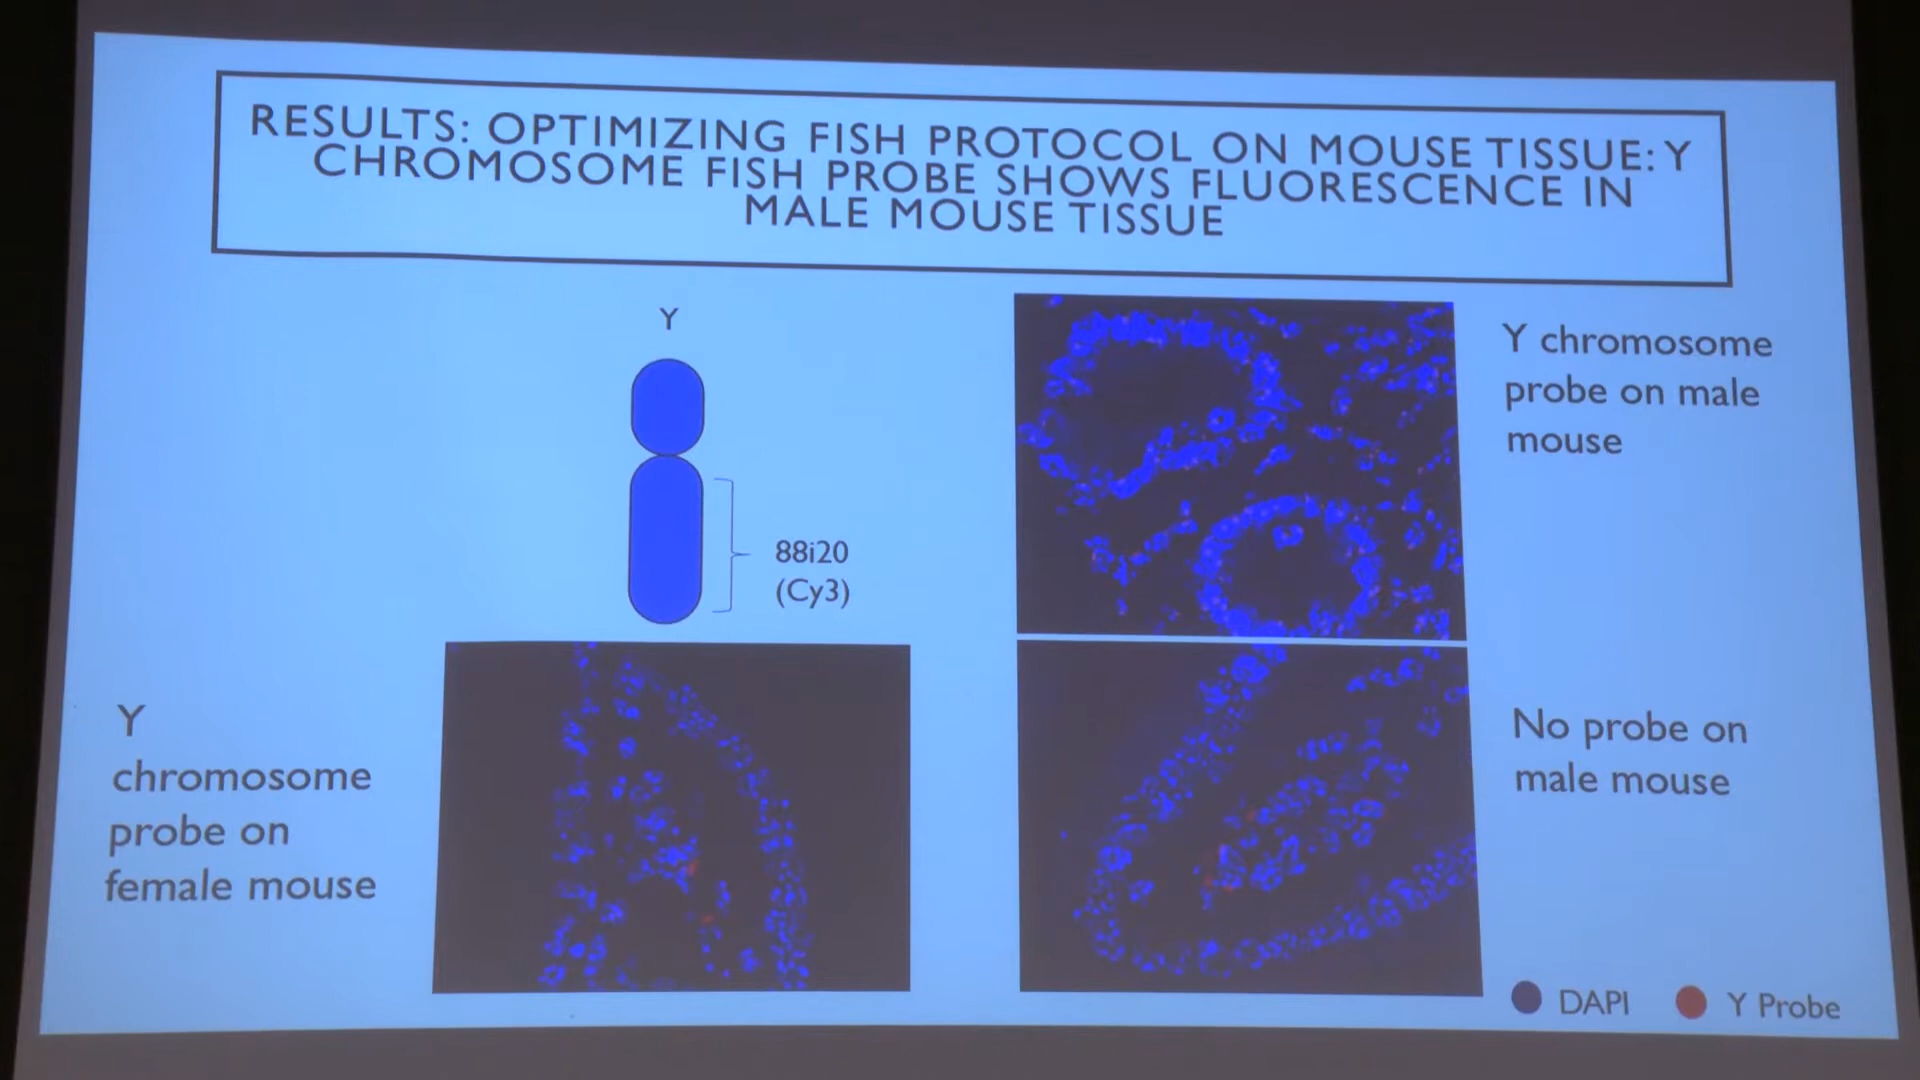 RESULTS: OPTIMIZING FISH PROTOCOL ON MOUSE TISSUE: Y
CHROMOSOME FISH PROBE SHOWS FLUORESCENCE IN
MALE MOUSE TISSUE
Y
88i20
(Cy3)
Y chromosome
probe on male
mouse
Y
chromosome
probe on
female mouse
No probe on
male mouse
DAPI
Y Probe